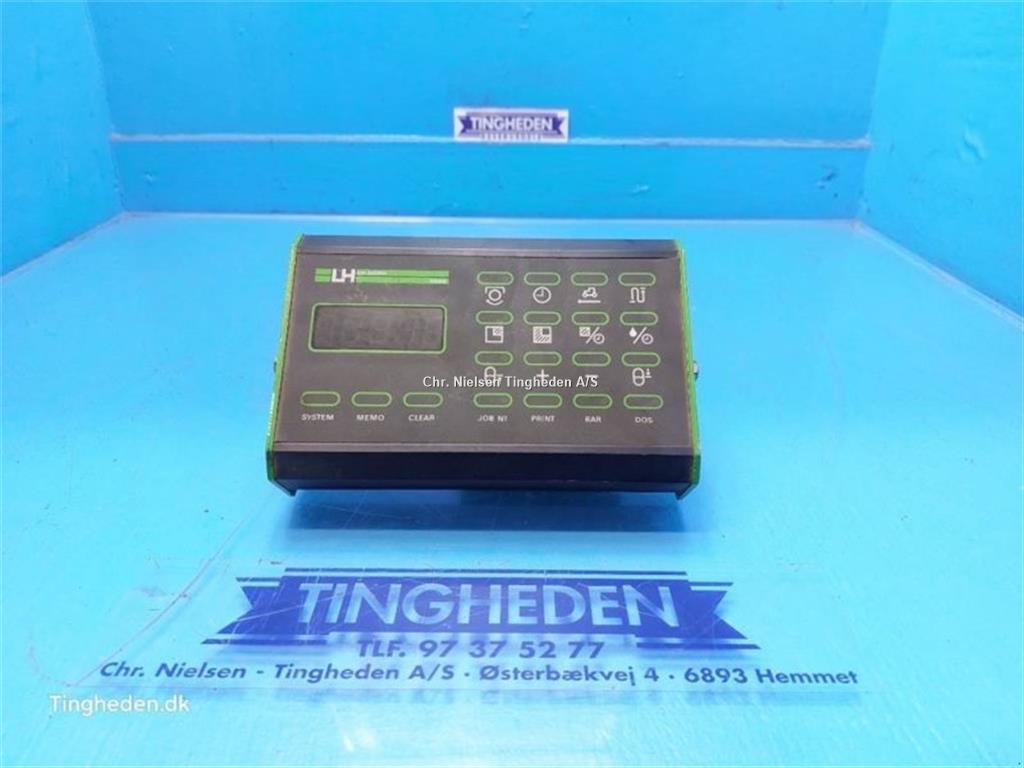 TINGHEDEN
LH
Chr. Nielsen Tingheden A/S
+
-
SYSTEM MEMO CLEAR
JOB Nº PRINT BAR DOS
TINGHEDEN
TLF. 97 37 52 77
Chr. Nielsen - Tingheden A/S · Østerbækvej 4 · 6893 Hemmet
Tingheden.dk